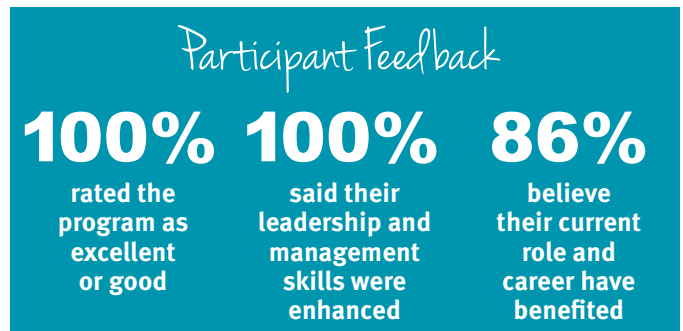 Participant Feedback
100%
rated the
program as
excellent
or good
100%
said their
leadership and
management
skills were
enhanced
86%
believe
their current
role and
career have
benefited